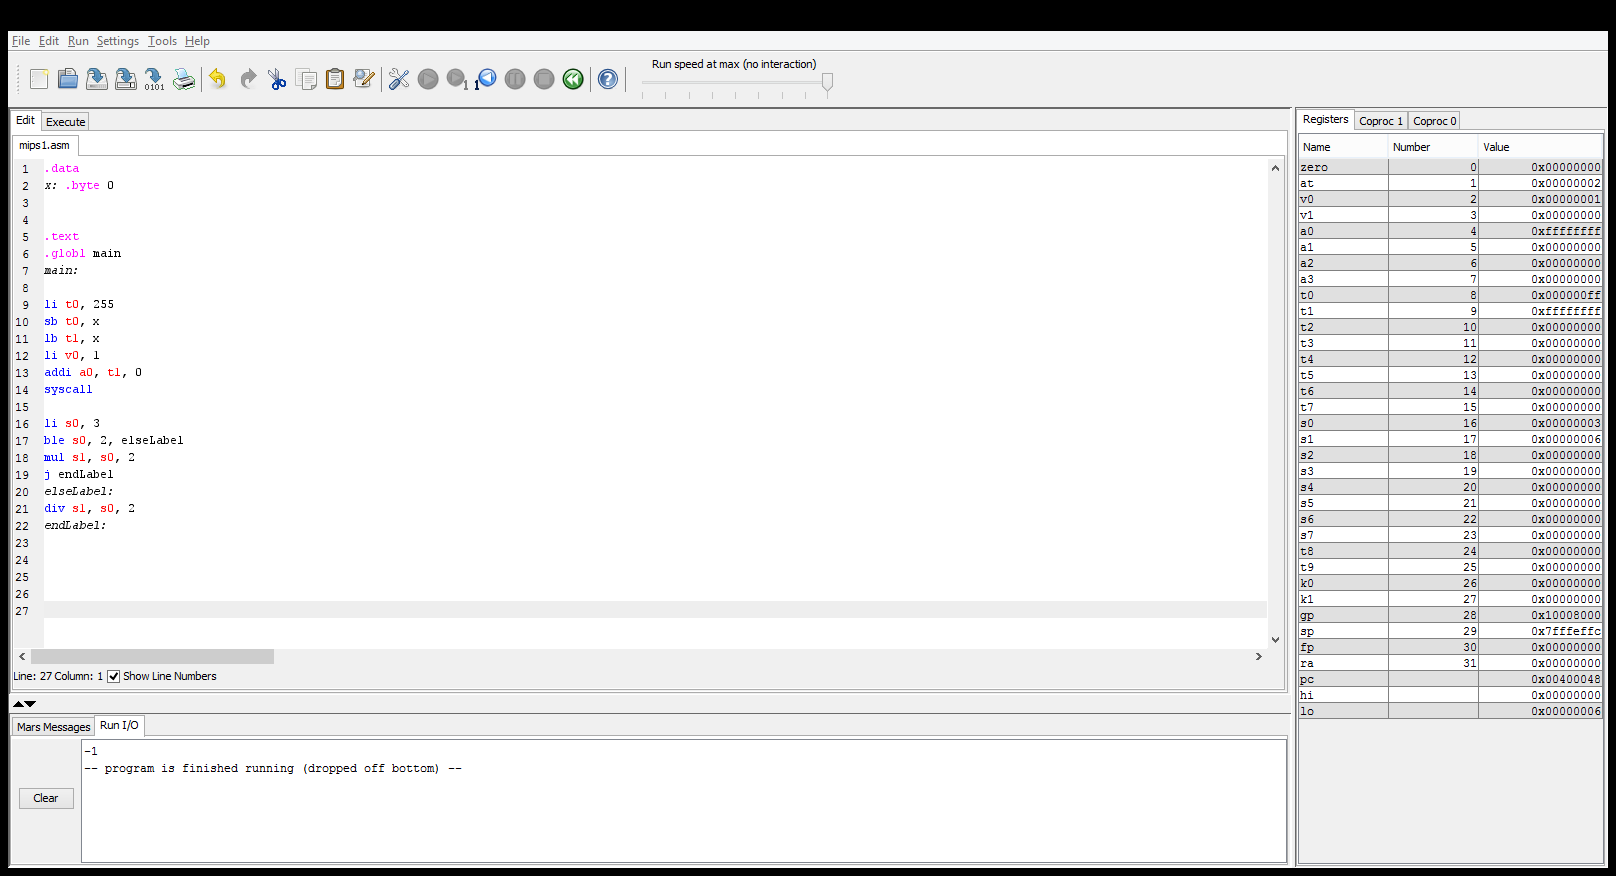 File Edit Run Settings Tools Help
Run speed at max (no interaction)
0101
1
1
Edit Execute
mips1.asm
1 .data
2 x: .byte 0
3
4
5 .text
6 .globl main
7 main:
8
9 li t0, 255
10 sb t0, x
11 lb t1, x
12 li v0, 1
13 addi a0, t1, 0
14 syscall
15
16 li s0, 3
17 ble s0, 2, elseLabel
18 mul s1, s0, 2
19 j endLabel
20 elseLabel:
21 div s1, s0, 2
22 endLabel:
23
24
25
26
27
Line: 27 Column: 1 Show Line Numbers
Mars Messages Run I/O
Clear
-1
-- program is finished running (dropped off bottom) --
Registers Coproc 1 Coproc 0
Name Number Value
zero 0 0x00000000
at 1 0x00000002
v0 2 0x00000001
v1 3 0x00000000
a0 4 0xffffffff
a1 5 0x00000000
a2 6 0x00000000
a3 7 0x00000000
t0 8 0x000000ff
t1 9 0xffffffff
t2 10 0x00000000
t3 11 0x00000000
t4 12 0x00000000
t5 13 0x00000000
t6 14 0x00000000
t7 15 0x00000000
s0 16 0x00000003
s1 17 0x00000006
s2 18 0x00000000
s3 19 0x00000000
s4 20 0x00000000
s5 21 0x00000000
s6 22 0x00000000
s7 23 0x00000000
t8 24 0x00000000
t9 25 0x00000000
k0 26 0x00000000
k1 27 0x00000000
gp 28 0x10008000
sp 29 0x7fffeffc
fp 30 0x00000000
ra 31 0x00000000
pc 0x00400048
hi 0x00000000
lo 0x00000006